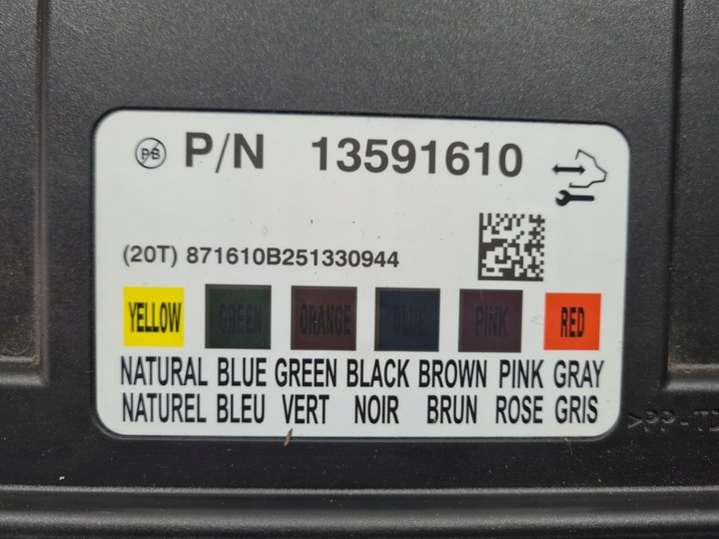 PB P/N 13591610
(20T) 871610B251330944
YELLOW GREEN ORANGE BLUE PINK RED
NATURAL BLUE GREEN BLACK BROWN PINK GRAY
NATUREL BLEU VERT NOIR BRUN ROSE GRIS